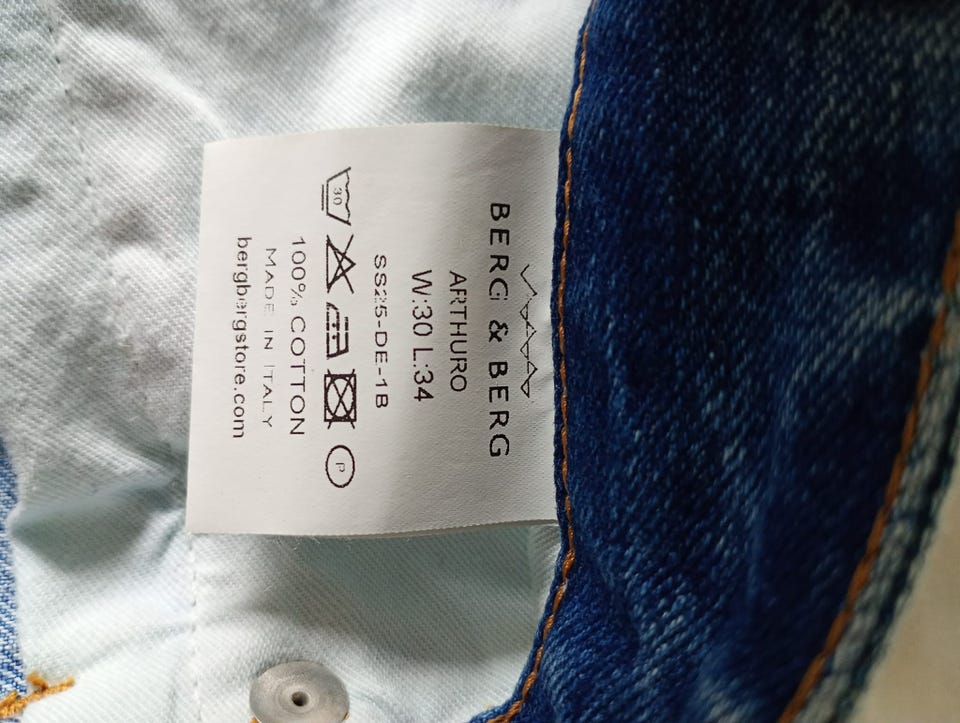 BERG & BERG
ARTHURO
W:30 L:34
SS25-DE-1B
30 P
100% COTTON
MADE IN ITALY
bergbergstore.com